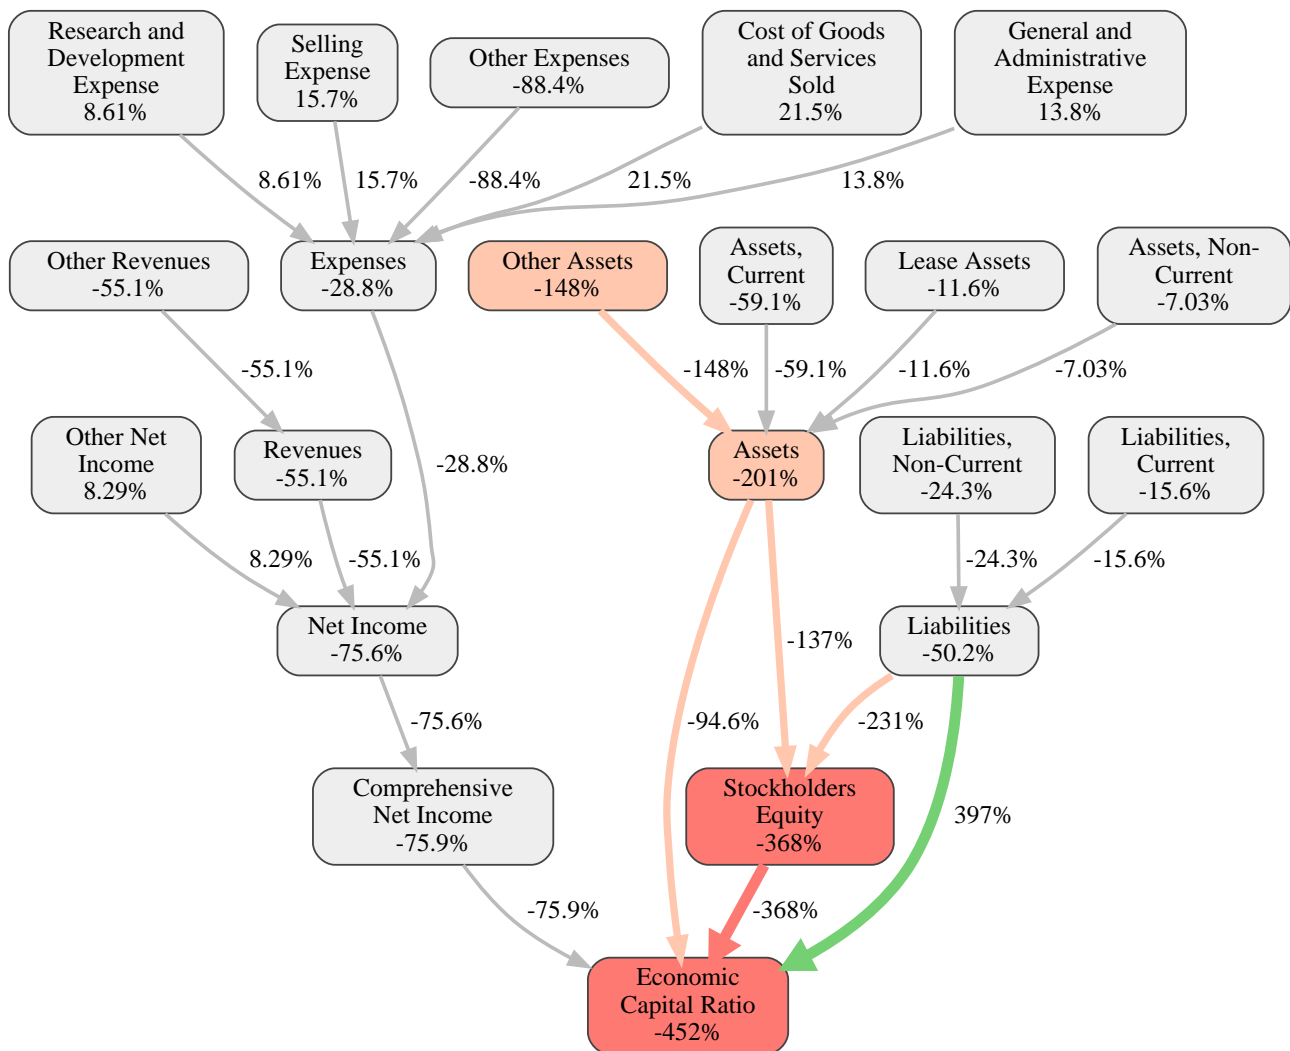 Research and
Development
Expense
8.61%
Selling
Expense
15.7%
Other Expenses
-88.4%
Cost of Goods
and Services
Sold
21.5%
General and
Administrative
Expense
13.8%
8.61%
15.7%
-88.4%
21.5%
13.8%
Other Revenues
-55.1%
Expenses
-28.8%
Other Assets
-148%
Assets,
Current
-59.1%
Lease Assets
-11.6%
Assets, Non-
Current
-7.03%
-55.1%
-148%
-59.1%
-11.6%
-7.03%
Other Net
Income
8.29%
Revenues
-55.1%
-28.8%
Assets
-201%
Liabilities,
Non-Current
-24.3%
Liabilities,
Current
-15.6%
8.29%
-55.1%
-24.3%
-15.6%
Net Income
-75.6%
-137%
Liabilities
-50.2%
-75.6%
-94.6%
-231%
Comprehensive
Net Income
-75.9%
Stockholders
Equity
-368%
397%
-75.9%
-368%
Economic
Capital Ratio
-452%